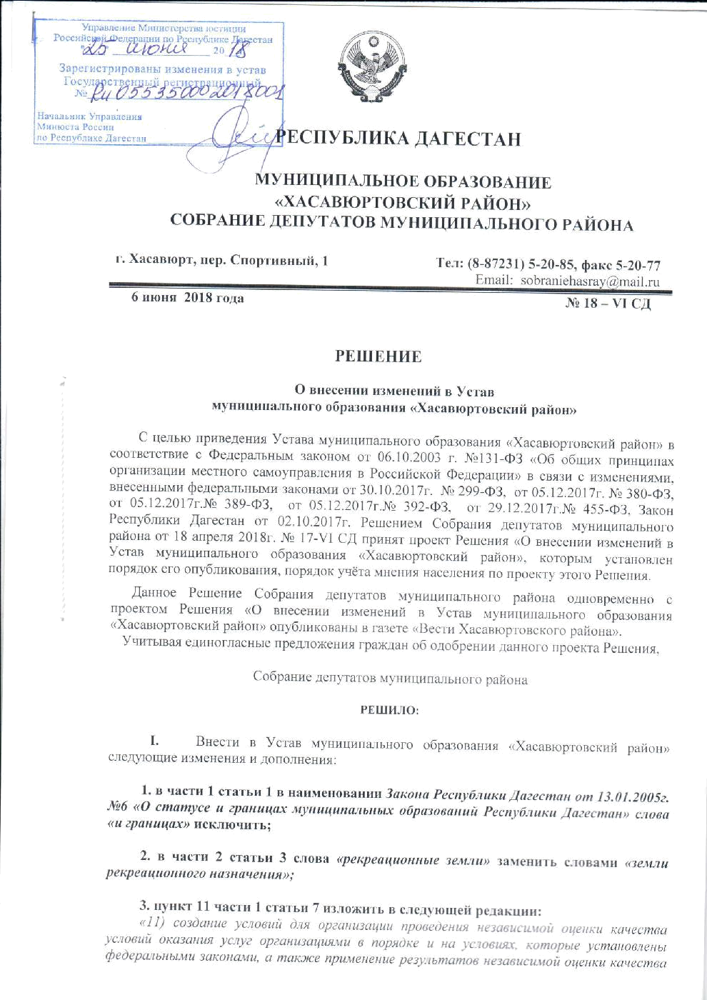 Управление Министерства юстиции
Российской Федерации по Республике Дагестан
"25" июня 2018
Зарегистрированы изменения в устав
Государственный регистрационный
№ Ru 055350002018001
Начальник Управления
Минюста России
по Республике Дагестан
РЕСПУБЛИКА ДАГЕСТАН
МУНИЦИПАЛЬНОЕ ОБРАЗОВАНИЕ
«ХАСАВЮРТОВСКИЙ РАЙОН»
СОБРАНИЕ ДЕПУТАТОВ МУНИЦИПАЛЬНОГО РАЙОНА
г. Хасавюрт, пер. Спортивный, 1 Тел: (8-87231) 5-20-85, факс 5-20-77
Email: sobraniehasray@mail.ru
6 июня 2018 года № 18 – VI СД
РЕШЕНИЕ
О внесении изменений в Устав
муниципального образования «Хасавюртовский район»
С целью приведения Устава муниципального образования «Хасавюртовский район» в
соответствие с Федеральным законом от 06.10.2003 г. №131-ФЗ «Об общих принципах
организации местного самоуправления в Российской Федерации» в связи с изменениями,
внесенными федеральными законами от 30.10.2017г. № 299-ФЗ, от 05.12.2017г. № 380-ФЗ,
от 05.12.2017г.№ 389-ФЗ, от 05.12.2017г.№ 392-ФЗ, от 29.12.2017г.№ 455-ФЗ, Закон
Республики Дагестан от 02.10.2017г. Решением Собрания депутатов муниципального
района от 18 апреля 2018г. № 17-VI СД принят проект Решения «О внесении изменений в
Устав муниципального образования «Хасавюртовский район», которым установлен
порядок его опубликования, порядок учёта мнения населения по проекту этого Решения.
Данное Решение Собрания депутатов муниципального района одновременно с
проектом Решения «О внесении изменений в Устав муниципального образования
«Хасавюртовский район» опубликованы в газете «Вести Хасавюртовского района».
Учитывая единогласные предложения граждан об одобрении данного проекта Решения,
Собрание депутатов муниципального района
РЕШИЛО:
I. Внести в Устав муниципального образования «Хасавюртовский район»
следующие изменения и дополнения:
1. в части 1 статьи 1 в наименовании Закона Республики Дагестан от 13.01.2005г.
№6 «О статусе и границах муниципальных образований Республики Дагестан» слова
«и границах» исключить;
2. в части 2 статьи 3 слова «рекреационные земли» заменить словами «земли
рекреационного назначения»;
3. пункт 11 части 1 статьи 7 изложить в следующей редакции:
«11) создание условий для организации проведения независимой оценки качества
условий оказания услуг организациями в порядке и на условиях, которые установлены
федеральными законами, а также применение результатов независимой оценки качества